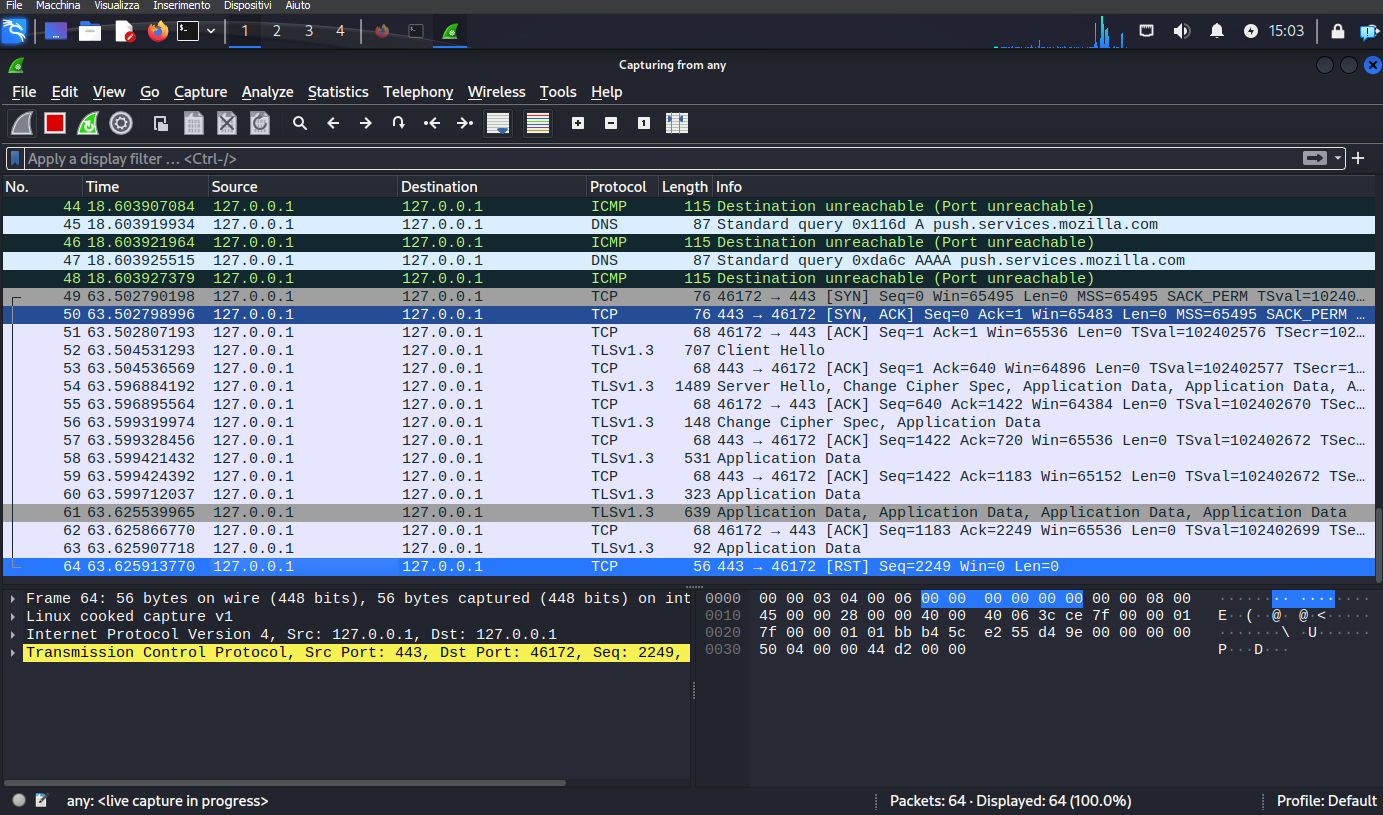 File Macchina Visualizza Inserimento Dispositivi Aiuto
1 2 3 4 15:03
Capturing from any
File Edit View Go Capture Analyze Statistics Telephony Wireless Tools Help
Apply a display filter … <Ctrl-/>
No. Time Source Destination Protocol Length Info
44 18.603907084 127.0.0.1 127.0.0.1 ICMP 115 Destination unreachable (Port unreachable)
45 18.603919934 127.0.0.1 127.0.0.1 DNS 87 Standard query 0x116d A push.services.mozilla.com
46 18.603921964 127.0.0.1 127.0.0.1 ICMP 115 Destination unreachable (Port unreachable)
47 18.603925515 127.0.0.1 127.0.0.1 DNS 87 Standard query 0xda6c AAAA push.services.mozilla.com
48 18.603927379 127.0.0.1 127.0.0.1 ICMP 115 Destination unreachable (Port unreachable)
49 63.502790198 127.0.0.1 127.0.0.1 TCP 76 46172 → 443 [SYN] Seq=0 Win=65495 Len=0 MSS=65495 SACK_PERM TSval=10240…
50 63.502798996 127.0.0.1 127.0.0.1 TCP 76 443 → 46172 [SYN, ACK] Seq=0 Ack=1 Win=65483 Len=0 MSS=65495 SACK_PERM …
51 63.502807193 127.0.0.1 127.0.0.1 TCP 68 46172 → 443 [ACK] Seq=1 Ack=1 Win=65536 Len=0 TSval=102402576 TSecr=102…
52 63.504531293 127.0.0.1 127.0.0.1 TLSv1.3 707 Client Hello
53 63.504536569 127.0.0.1 127.0.0.1 TCP 68 443 → 46172 [ACK] Seq=1 Ack=640 Win=64896 Len=0 TSval=102402577 TSecr=1…
54 63.596884192 127.0.0.1 127.0.0.1 TLSv1.3 1489 Server Hello, Change Cipher Spec, Application Data, Application Data, A…
55 63.596895564 127.0.0.1 127.0.0.1 TCP 68 46172 → 443 [ACK] Seq=640 Ack=1422 Win=64384 Len=0 TSval=102402670 TSec…
56 63.599319974 127.0.0.1 127.0.0.1 TLSv1.3 148 Change Cipher Spec, Application Data
57 63.599328456 127.0.0.1 127.0.0.1 TCP 68 443 → 46172 [ACK] Seq=1422 Ack=720 Win=65536 Len=0 TSval=102402672 TSec…
58 63.599421432 127.0.0.1 127.0.0.1 TLSv1.3 531 Application Data
59 63.599424392 127.0.0.1 127.0.0.1 TCP 68 443 → 46172 [ACK] Seq=1422 Ack=1183 Win=65152 Len=0 TSval=102402672 TSe…
60 63.599712037 127.0.0.1 127.0.0.1 TLSv1.3 323 Application Data
61 63.625539965 127.0.0.1 127.0.0.1 TLSv1.3 639 Application Data, Application Data, Application Data, Application Data
62 63.625866770 127.0.0.1 127.0.0.1 TCP 68 46172 → 443 [ACK] Seq=1183 Ack=2249 Win=65536 Len=0 TSval=102402699 TSe…
63 63.625907718 127.0.0.1 127.0.0.1 TLSv1.3 92 Application Data
64 63.625913770 127.0.0.1 127.0.0.1 TCP 56 443 → 46172 [RST] Seq=2249 Win=0 Len=0
Frame 64: 56 bytes on wire (448 bits), 56 bytes captured (448 bits) on int
Linux cooked capture v1
Internet Protocol Version 4, Src: 127.0.0.1, Dst: 127.0.0.1
Transmission Control Protocol, Src Port: 443, Dst Port: 46172, Seq: 2249,
0000 00 00 03 04 00 06 00 00 00 00 00 00 00 00 08 00 ········ ········
0010 45 00 00 28 00 00 40 00 40 06 3c ce 7f 00 00 01 E··(··@· @·<·····
0020 7f 00 00 01 01 bb b4 5c e2 55 d4 9e 00 00 00 00 ·······\ ·U······
0030 50 04 00 00 44 d2 00 00 P···D···
any: <live capture in progress>
Packets: 64 · Displayed: 64 (100.0%)
Profile: Default